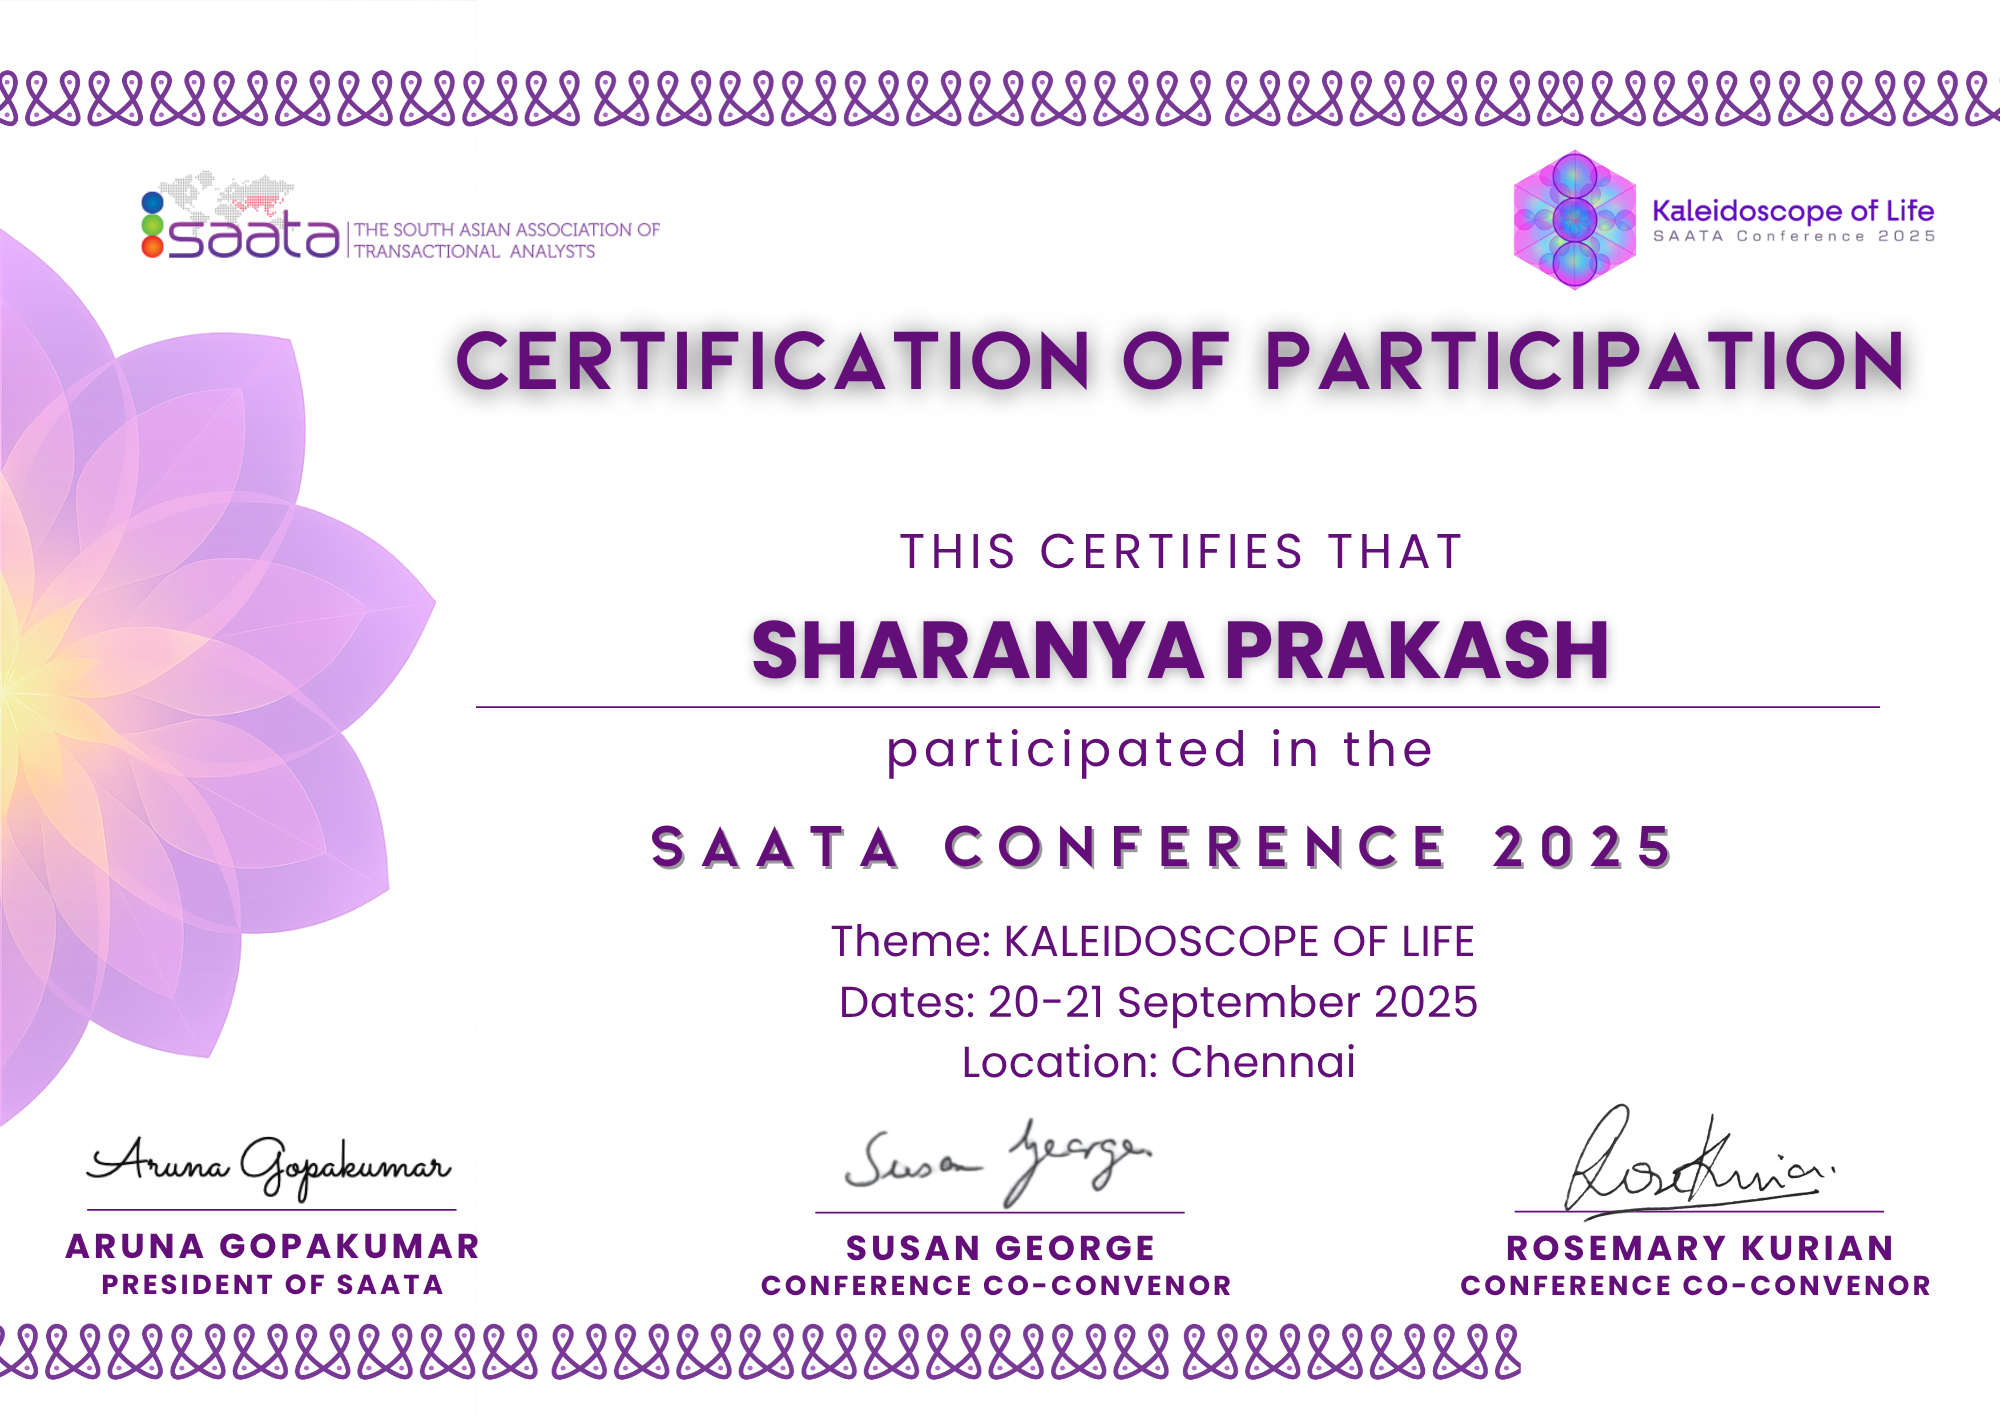 saata
THE SOUTH ASIAN ASSOCIATION OF
TRANSACTIONAL ANALYSTS
Kaleidoscope of Life
SAATA Conference 2025
CERTIFICATION OF PARTICIPATION
THIS CERTIFIES THAT
SHARANYA PRAKASH
participated in the
SAATA CONFERENCE 2025
Theme: KALEIDOSCOPE OF LIFE
Dates: 20-21 September 2025
Location: Chennai
Aruna Gopakumar
ARUNA GOPAKUMAR
PRESIDENT OF SAATA
Susan George
SUSAN GEORGE
CONFERENCE CO-CONVENOR
ROSEMARY KURIAN
CONFERENCE CO-CONVENOR